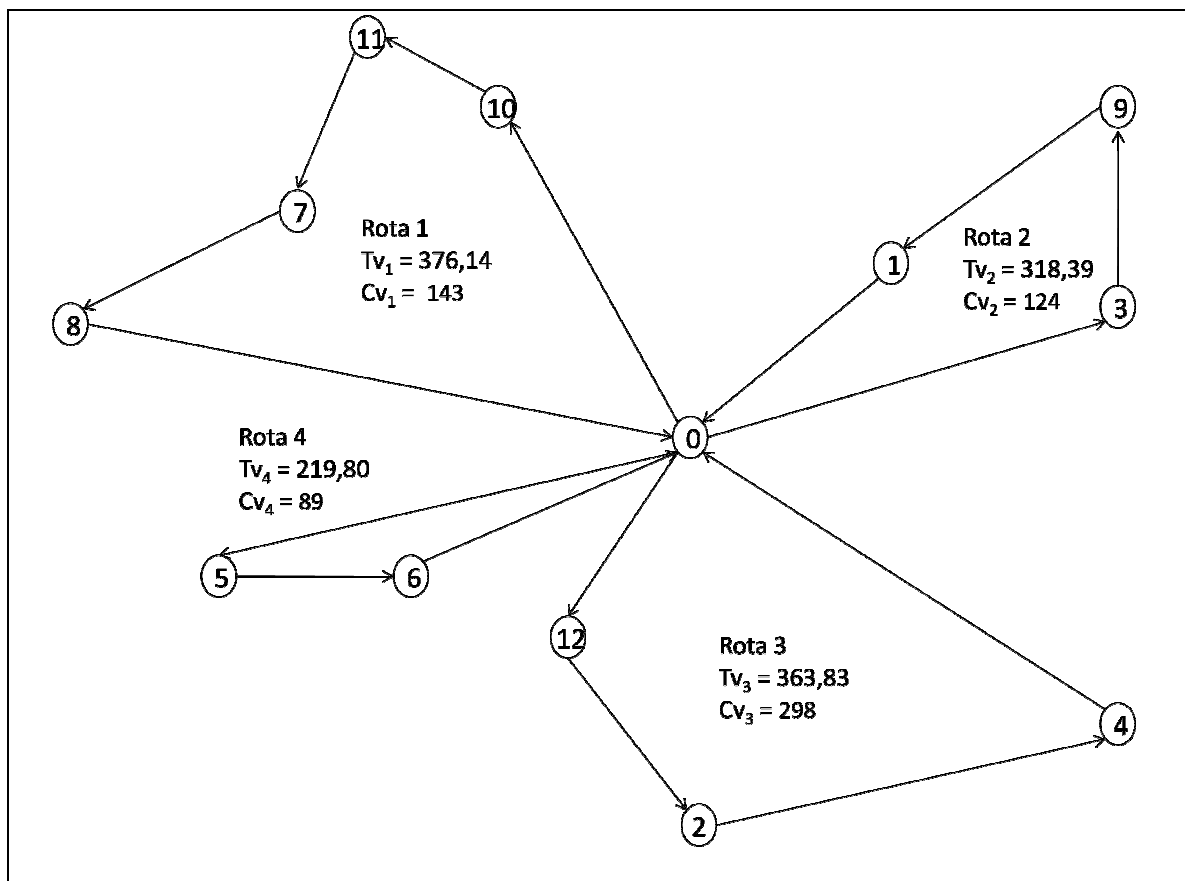 11
10
9
7
Rota 1
Tv1 = 376,14
Cv1 = 143
Rota 2
Tv2 = 318,39
Cv2 = 124
1
3
8
0
Rota 4
Tv4 = 219,80
Cv4 = 89
5
6
12
Rota 3
Tv3 = 363,83
Cv3 = 298
4
2